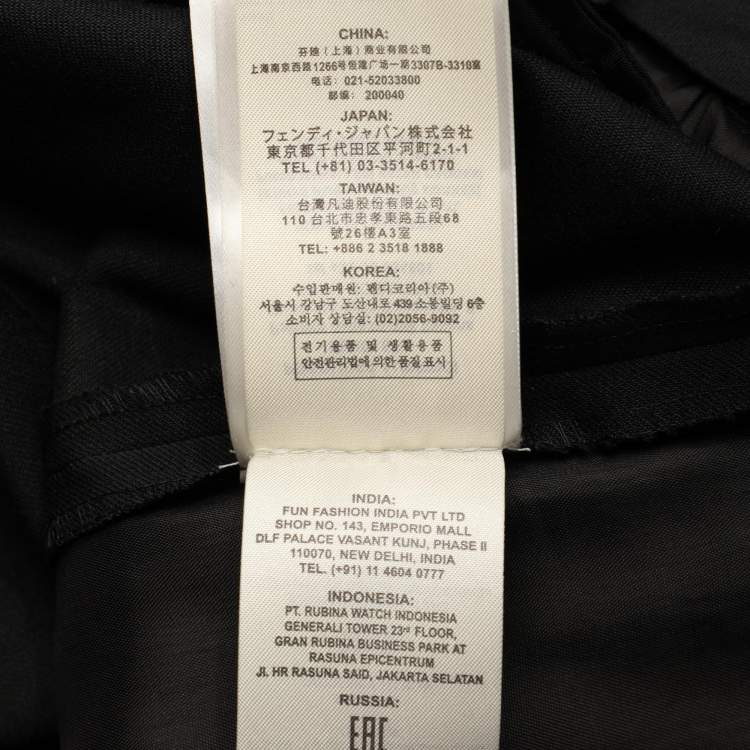 CHINA:
芬迪（上海）商业有限公司
上海南京西路1266号恒隆广场一期3307B-3310室
电话: 021-52033800
邮编: 200040
JAPAN:
フェンディ・ジャパン株式会社
東京都千代田区平河町2-1-1
TEL (+81) 03-3514-6170
TAIWAN:
台灣凡迪股份有限公司
110 台北市忠孝東路五段68
號26樓A3室
TEL: +886 2 3518 1888
KOREA:
수입판매원: 펜디코리아 (주)
서울시 강남구 도산대로 439 소봉빌딩 6층
소비자 상담실: (02)2056-9092
전기용품 및 생활용품
안전관리법에 의한 품질 표시
INDIA:
FUN FASHION INDIA PVT LTD
SHOP NO. 143, EMPORIO MALL
DLF PALACE VASANT KUNJ, PHASE II
110070, NEW DELHI, INDIA
TEL. (+91) 11 4604 0777
INDONESIA:
PT. RUBINA WATCH INDONESIA
GENERALI TOWER 23rd FLOOR,
GRAN RUBINA BUSINESS PARK AT
RASUNA EPICENTRUM
Jl. HR RASUNA SAID, JAKARTA SELATAN
RUSSIA:
EAC